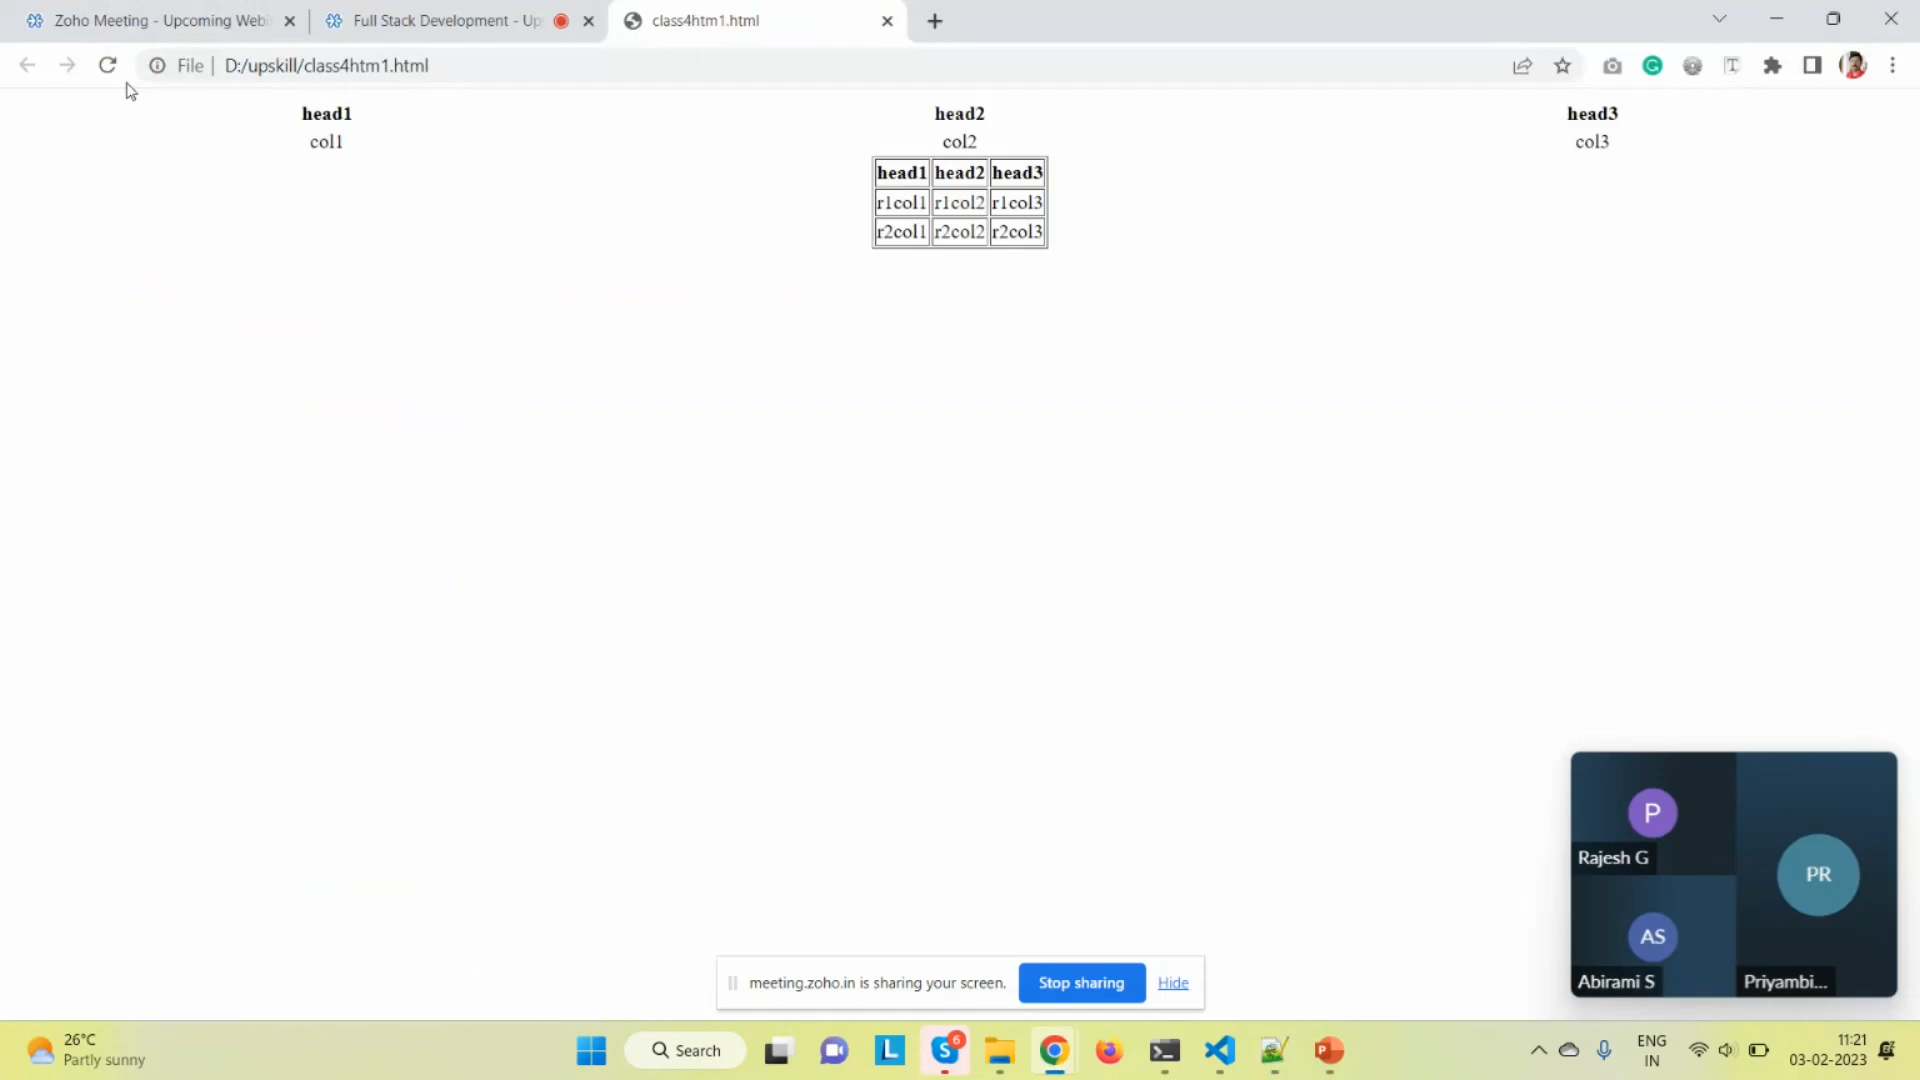 Zoho Meeting - Upcoming Webi
Full Stack Development - Up
class4htm1.html
File | D:/upskill/class4htm1.html
head1 head2 head3
col1 col2 col3
head1 head2 head3
r1col1 r1col2 r1col3
r2col1 r2col2 r2col3
P
Rajesh G
PR
AS
Abirami S
Priyambi...
meeting.zoho.in is sharing your screen. Stop sharing Hide
26°C
Partly sunny
Search
6
ENG
IN
11:21
03-02-2023